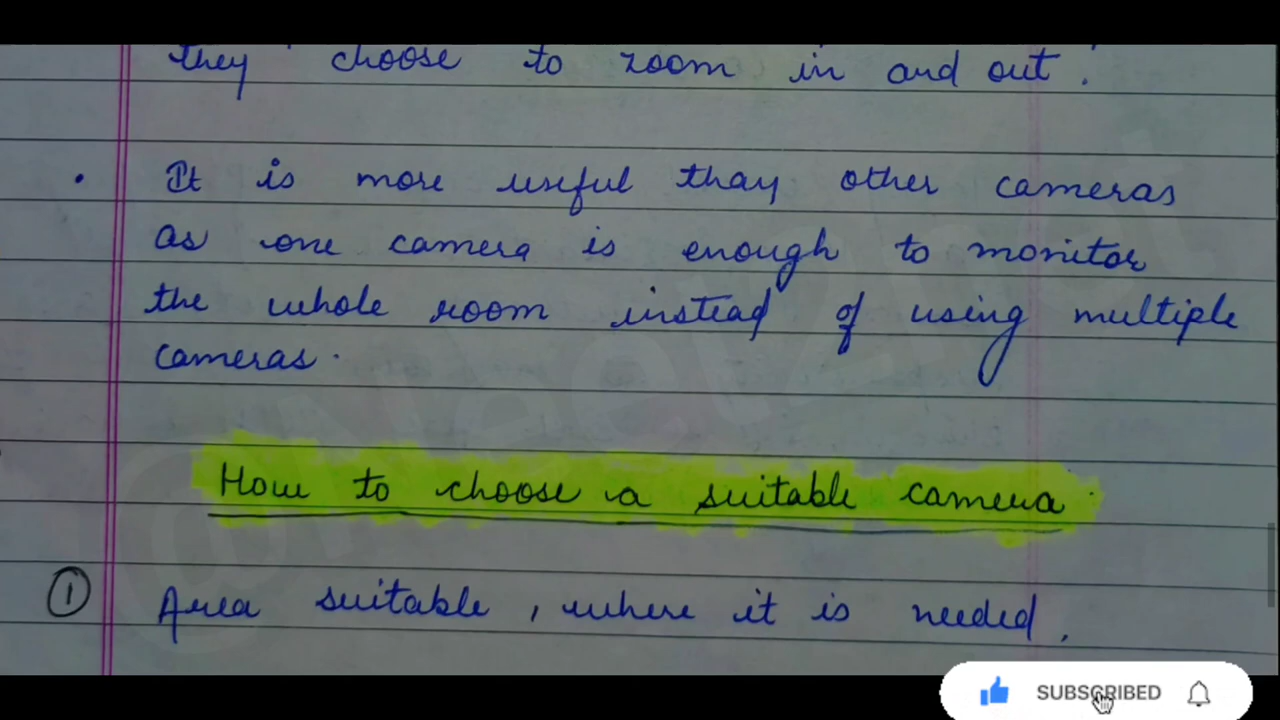 they choose to zoom in and out.
• It is more useful thay other cameras
as one camera is enough to monitor
the whole room instead of using multiple
cameras.
How to choose a suitable camera
① Area suitable, where it is needed.
SUBSCRIBED